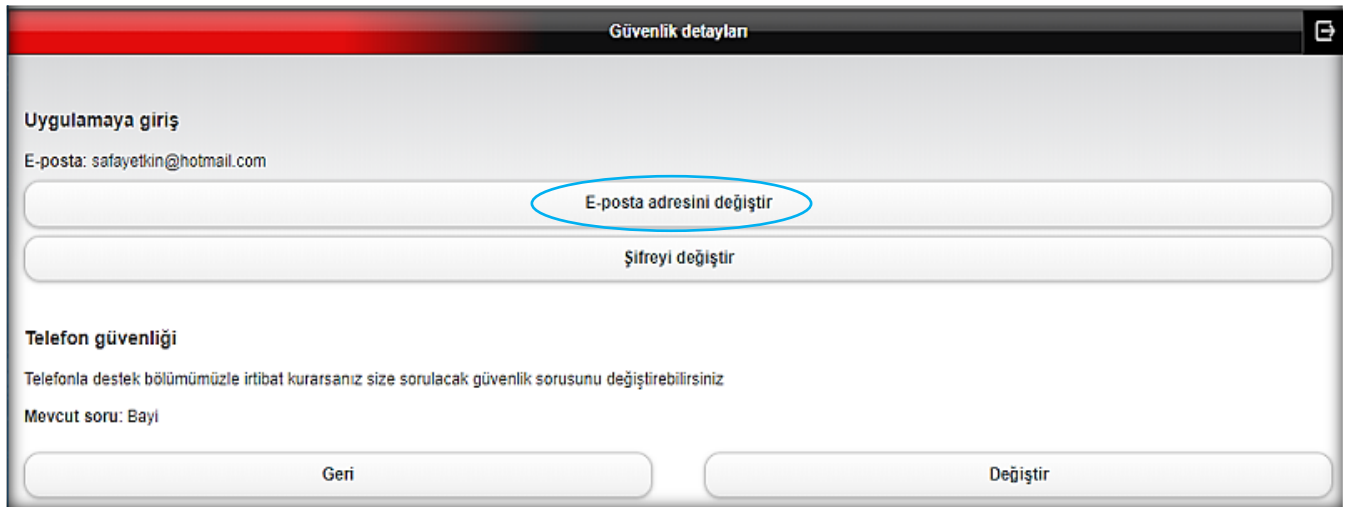 Güvenlik detayları
Uygulamaya giriş
E-posta: safayetkin@hotmail.com
E-posta adresini değiştir
Şifreyi değiştir
Telefon güvenliği
Telefonla destek bölümümüzle irtibat kurarsanız size sorulacak güvenlik sorusunu değiştirebilirsiniz
Mevcut soru: Bayi
Geri
Değiştir